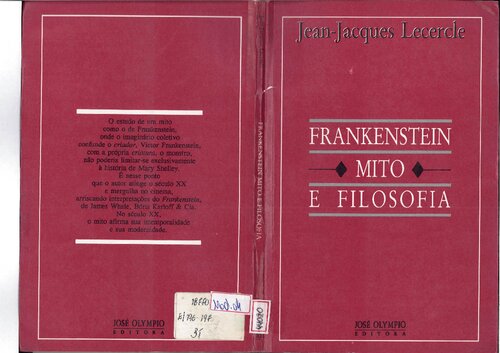 O estudo de um mito
como o de Frankenstein,
onde o imaginário coletivo
confunde o criador, Victor Frankenstein,
com a própria criatura, o monstro,
não poderia limitar-se exclusivamente
à história de Mary Shelley.
É nesse ponto
que o autor atinge o século XX
e mergulha no cinema,
arriscando interpretações do Frankenstein,
de James Whale, Bóris Karloff & Cia.
No século XX,
o mito afirma sua intemporalidade
e sua modernidade.
JOSÉ OLYMPIO
EDITORA
FRANKENSTEIN MITO E FILOSOFIA
Jean-Jacques Lecercle
FRANKENSTEIN
MITO
E FILOSOFIA
JOSÉ OLYMPIO
EDITORA